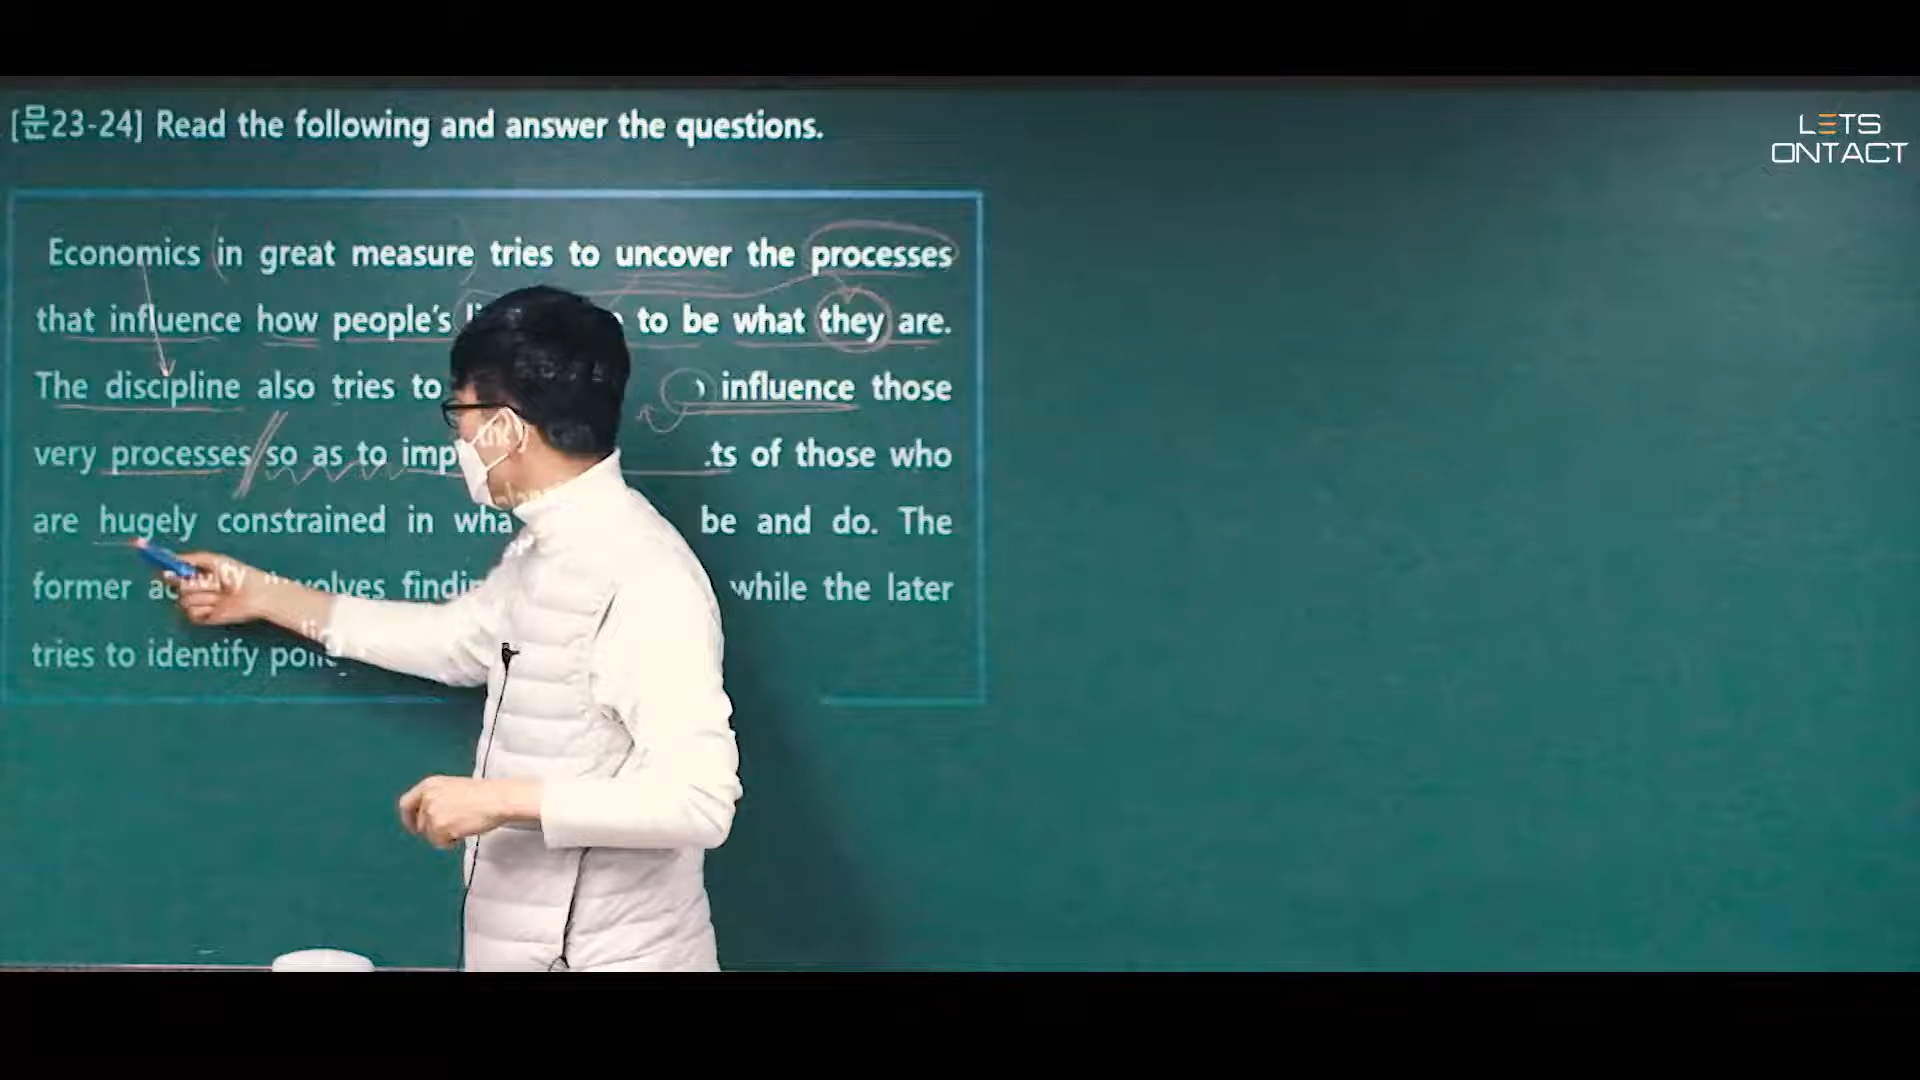 [문23-24] Read the following and answer the questions.
LETS
ONTACT
Economics in great measure tries to uncover the processes
that influence how people's to be what they are.
The discipline also tries to influence those
very processes so as to of those who
are hugely constrained in be and do. The
former while the later
tries to identify